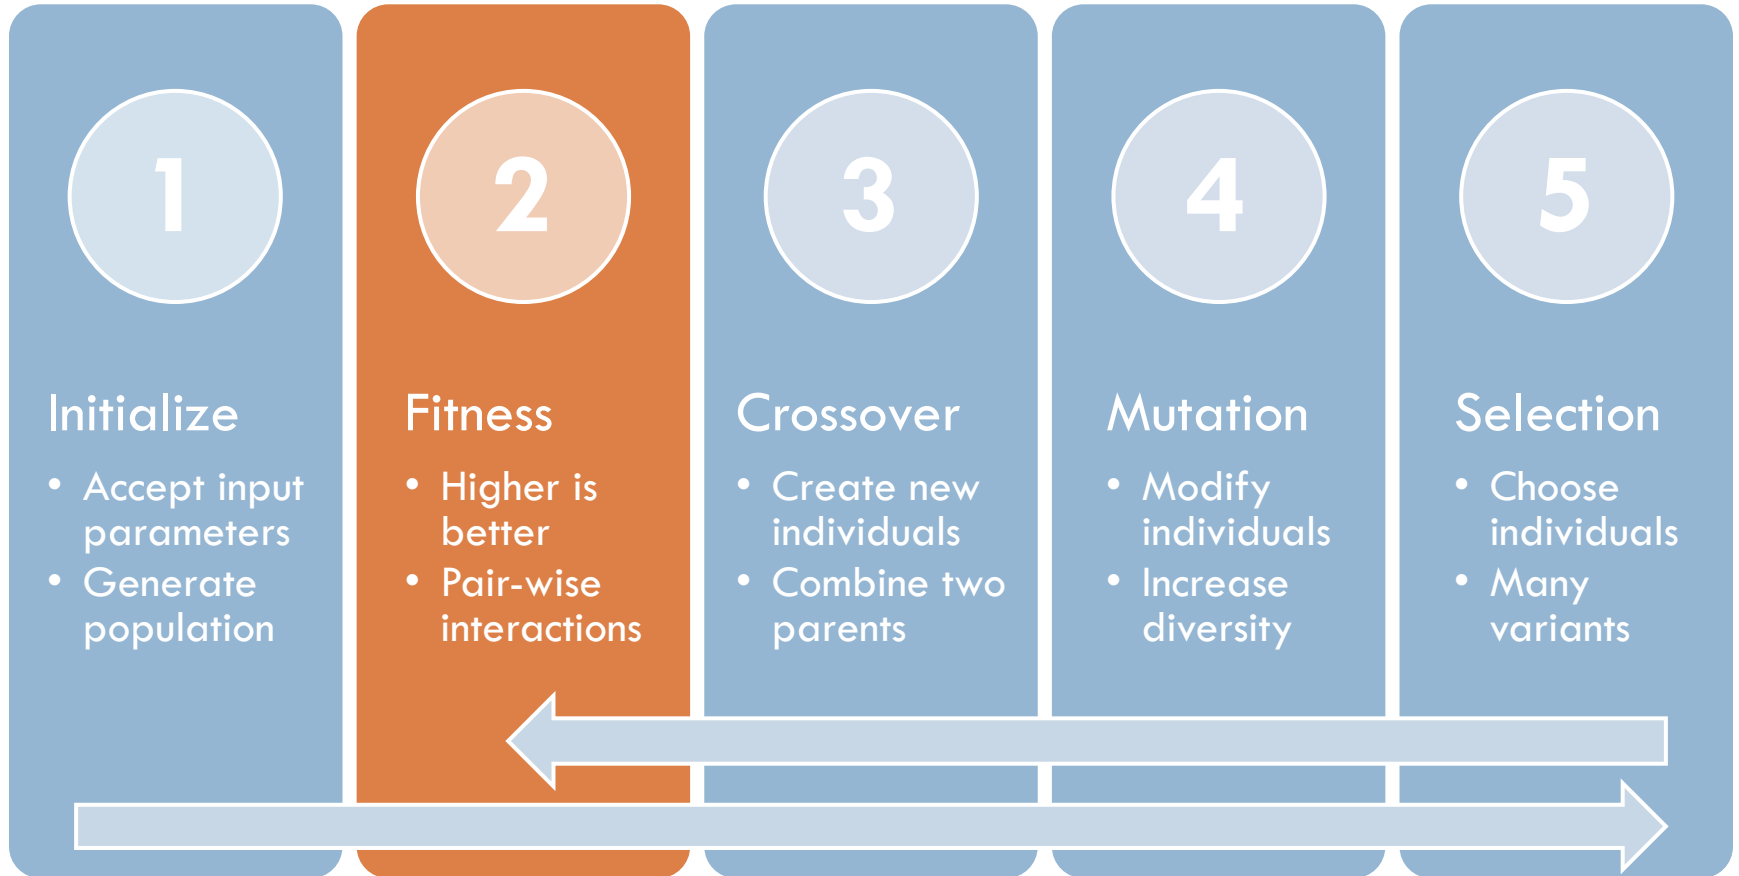 1
Initialize
• Accept input
parameters
• Generate
population
2
Fitness
• Higher is
better
• Pair-wise
interactions
3
Crossover
• Create new
individuals
• Combine two
parents
4
Mutation
• Modify
individuals
• Increase
diversity
5
Selection
• Choose
individuals
• Many
variants